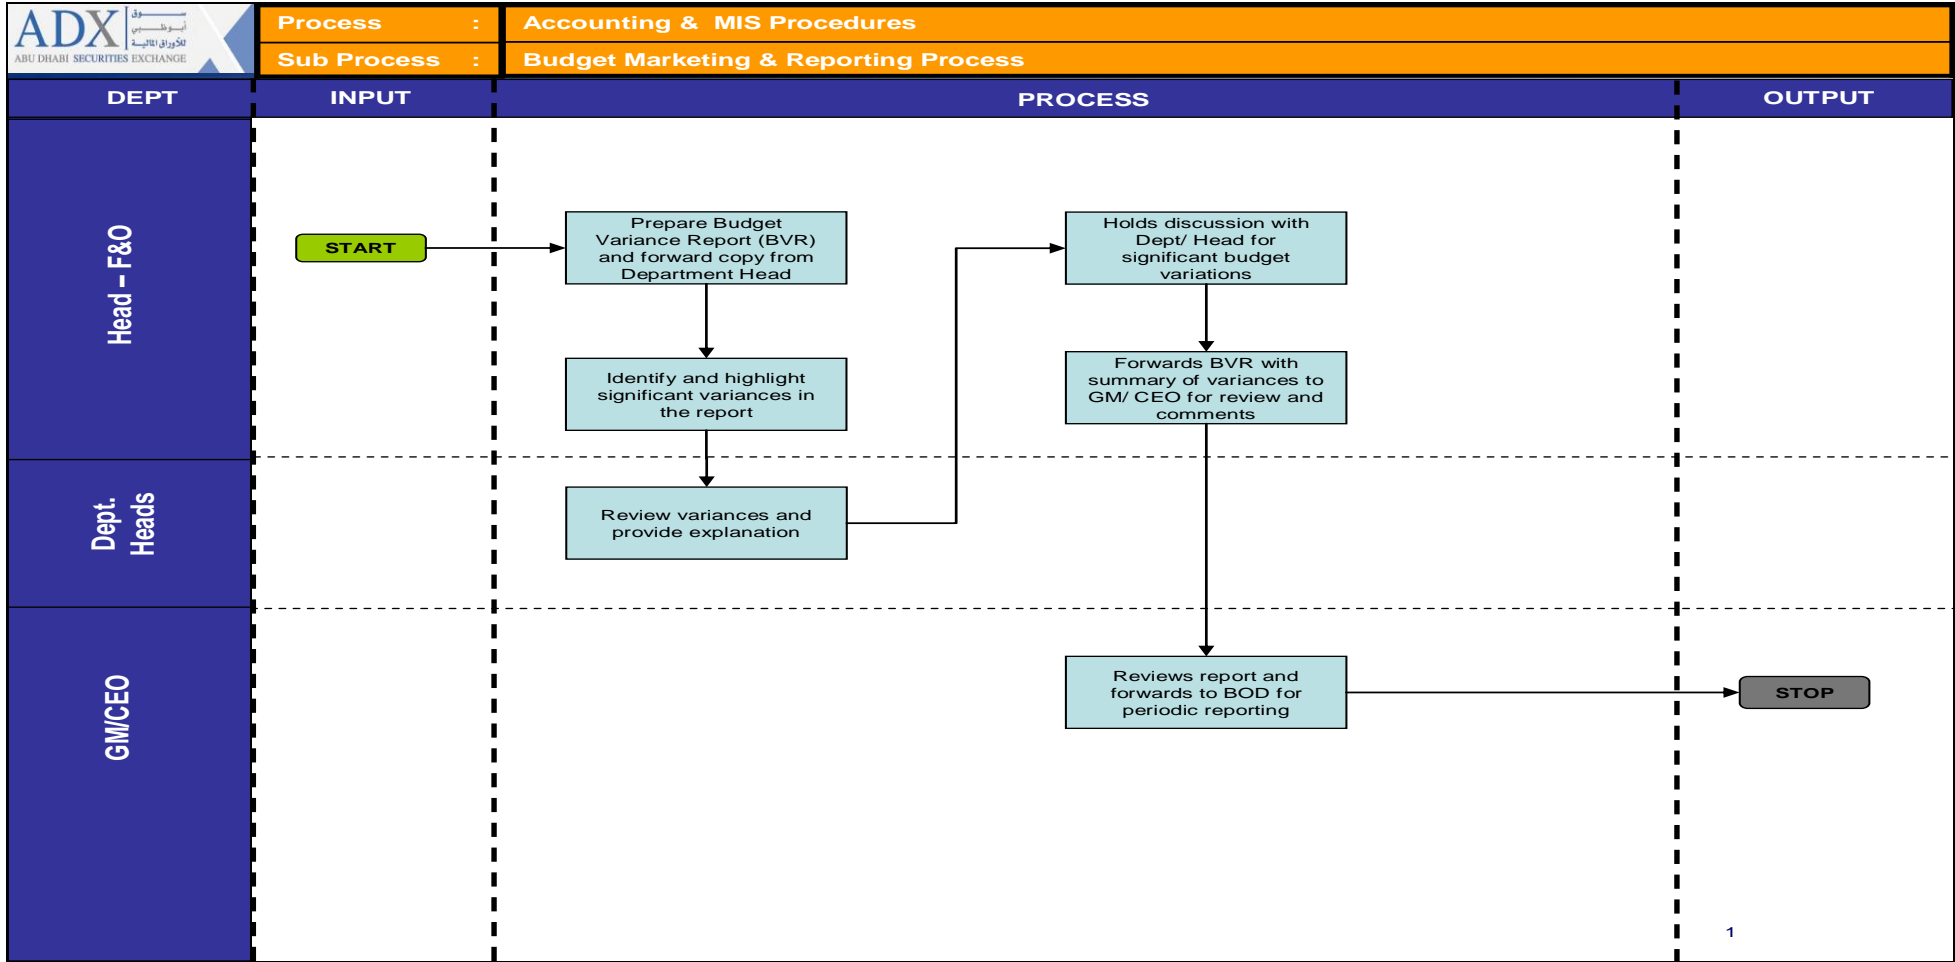 ADX
ســــوق
أبـوظـبـي
للأوراق المالية
ABU DHABI SECURITIES EXCHANGE
Process : Accounting & MIS Procedures
Sub Process : Budget Marketing & Reporting Process
DEPT INPUT PROCESS OUTPUT
Head – F&O
START
Prepare Budget
Variance Report (BVR)
and forward copy from
Department Head
Identify and highlight
significant variances in
the report
Holds discussion with
Dept/ Head for
significant budget
variations
Forwards BVR with
summary of variances to
GM/ CEO for review and
comments
Dept.
Heads
Review variances and
provide explanation
GM/CEO
Reviews report and
forwards to BOD for
periodic reporting
STOP
1